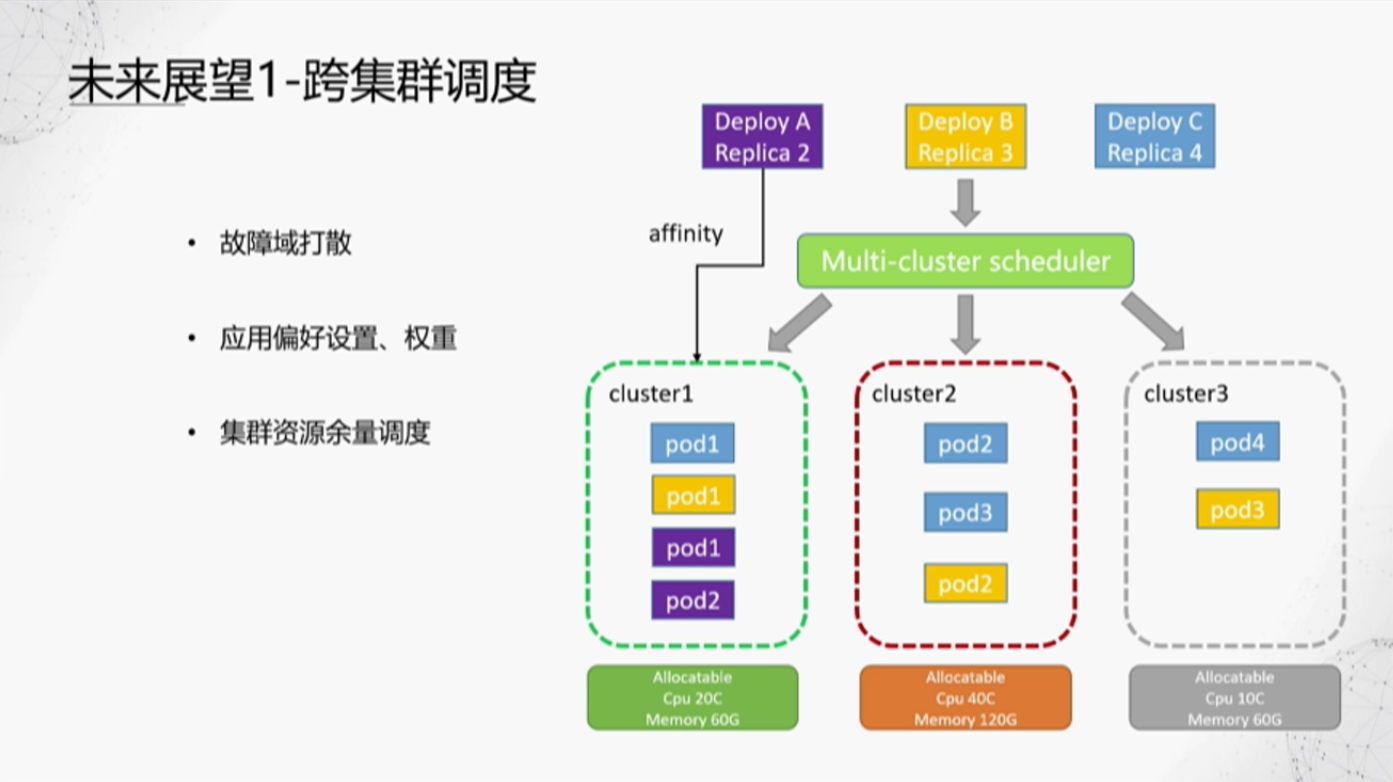 未来展望1-跨集群调度
• 故障域打散
• 应用偏好设置、权重
• 集群资源余量调度
Deploy A
Replica 2
Deploy B
Replica 3
Deploy C
Replica 4
affinity
Multi-cluster scheduler
cluster1
pod1
pod1
pod1
pod2
cluster2
pod2
pod3
pod2
cluster3
pod4
pod3
Allocatable
Cpu 20C
Memory 60G
Allocatable
Cpu 40C
Memory 120G
Allocatable
Cpu 10C
Memory 60G